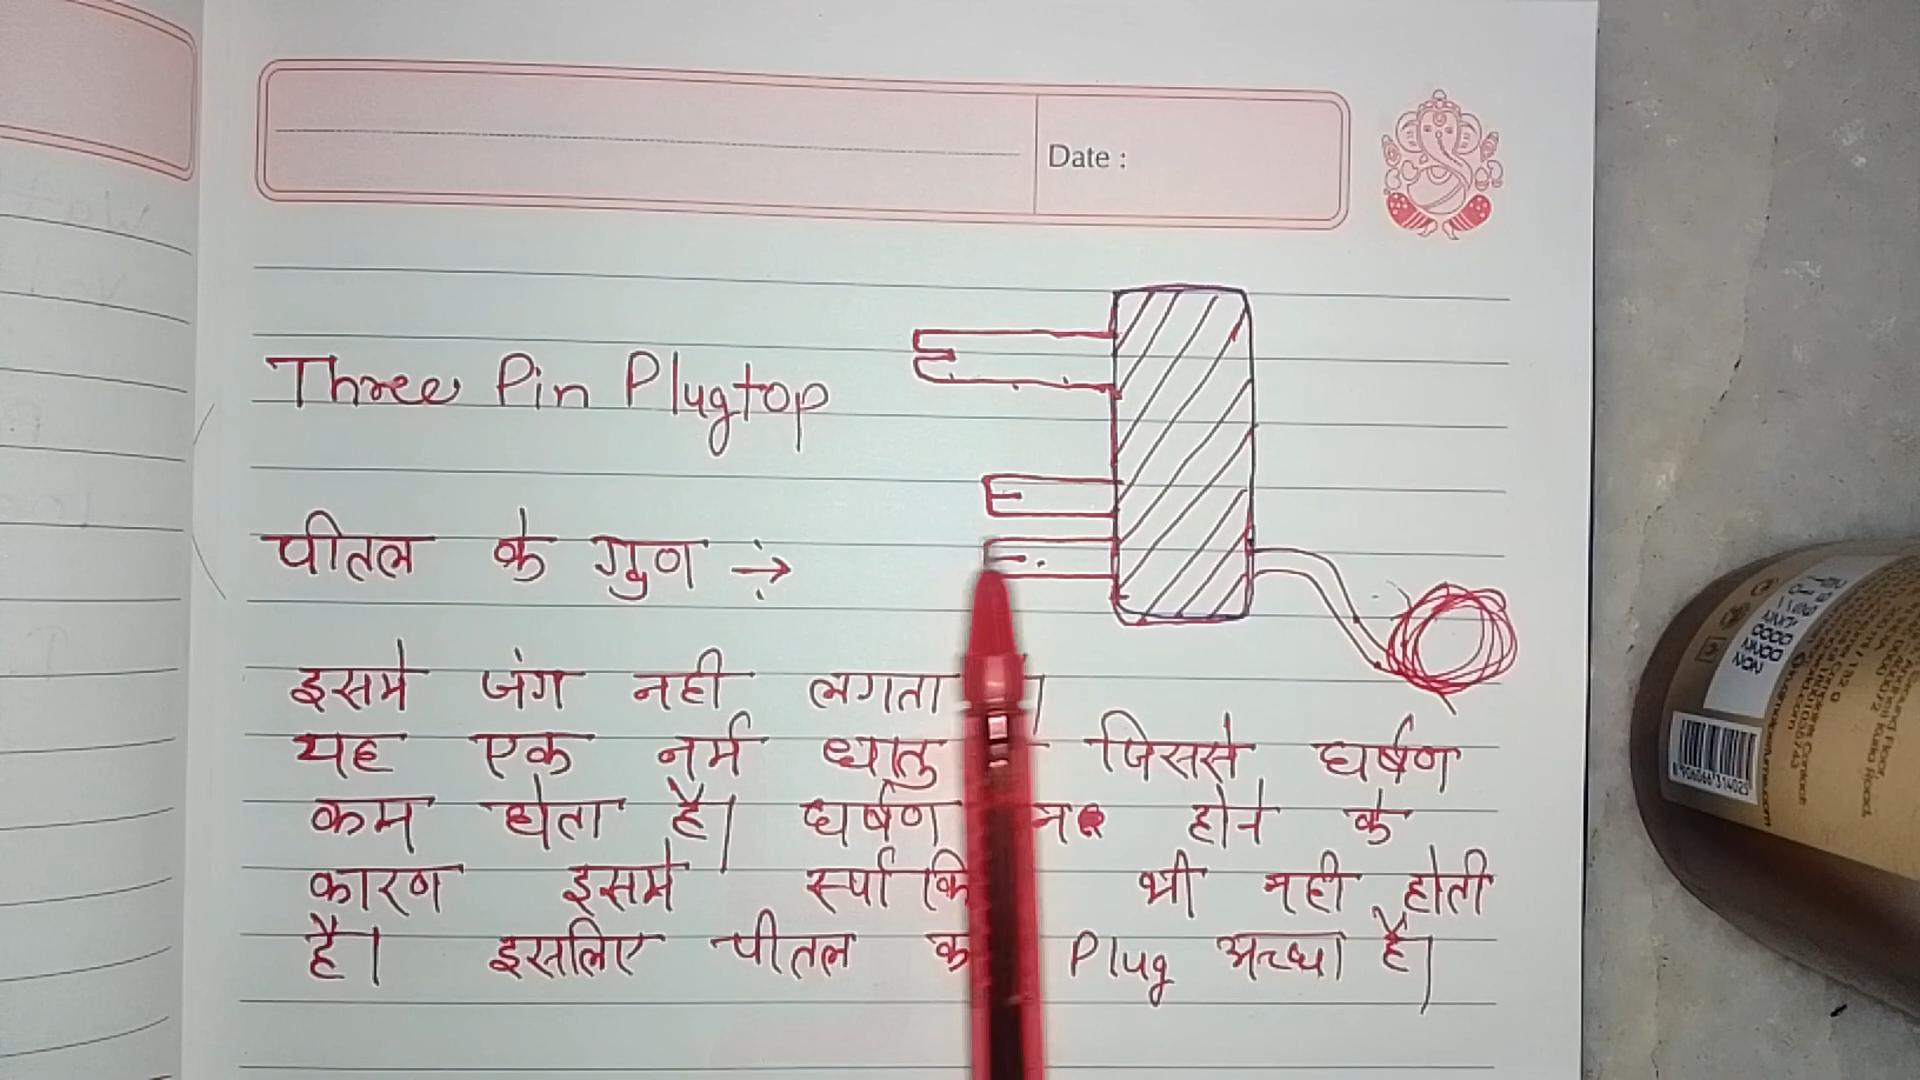 Date :
Three Pin Plugtop
पीतल के गुण →
इसमे जंग नही लगता
यह एक नर्म धातु जिससे घर्षण
कम होता है। घर्षण होने के
कारण इसमे भी नही होती
है। इसलिए पीतल Plug अच्छा है।